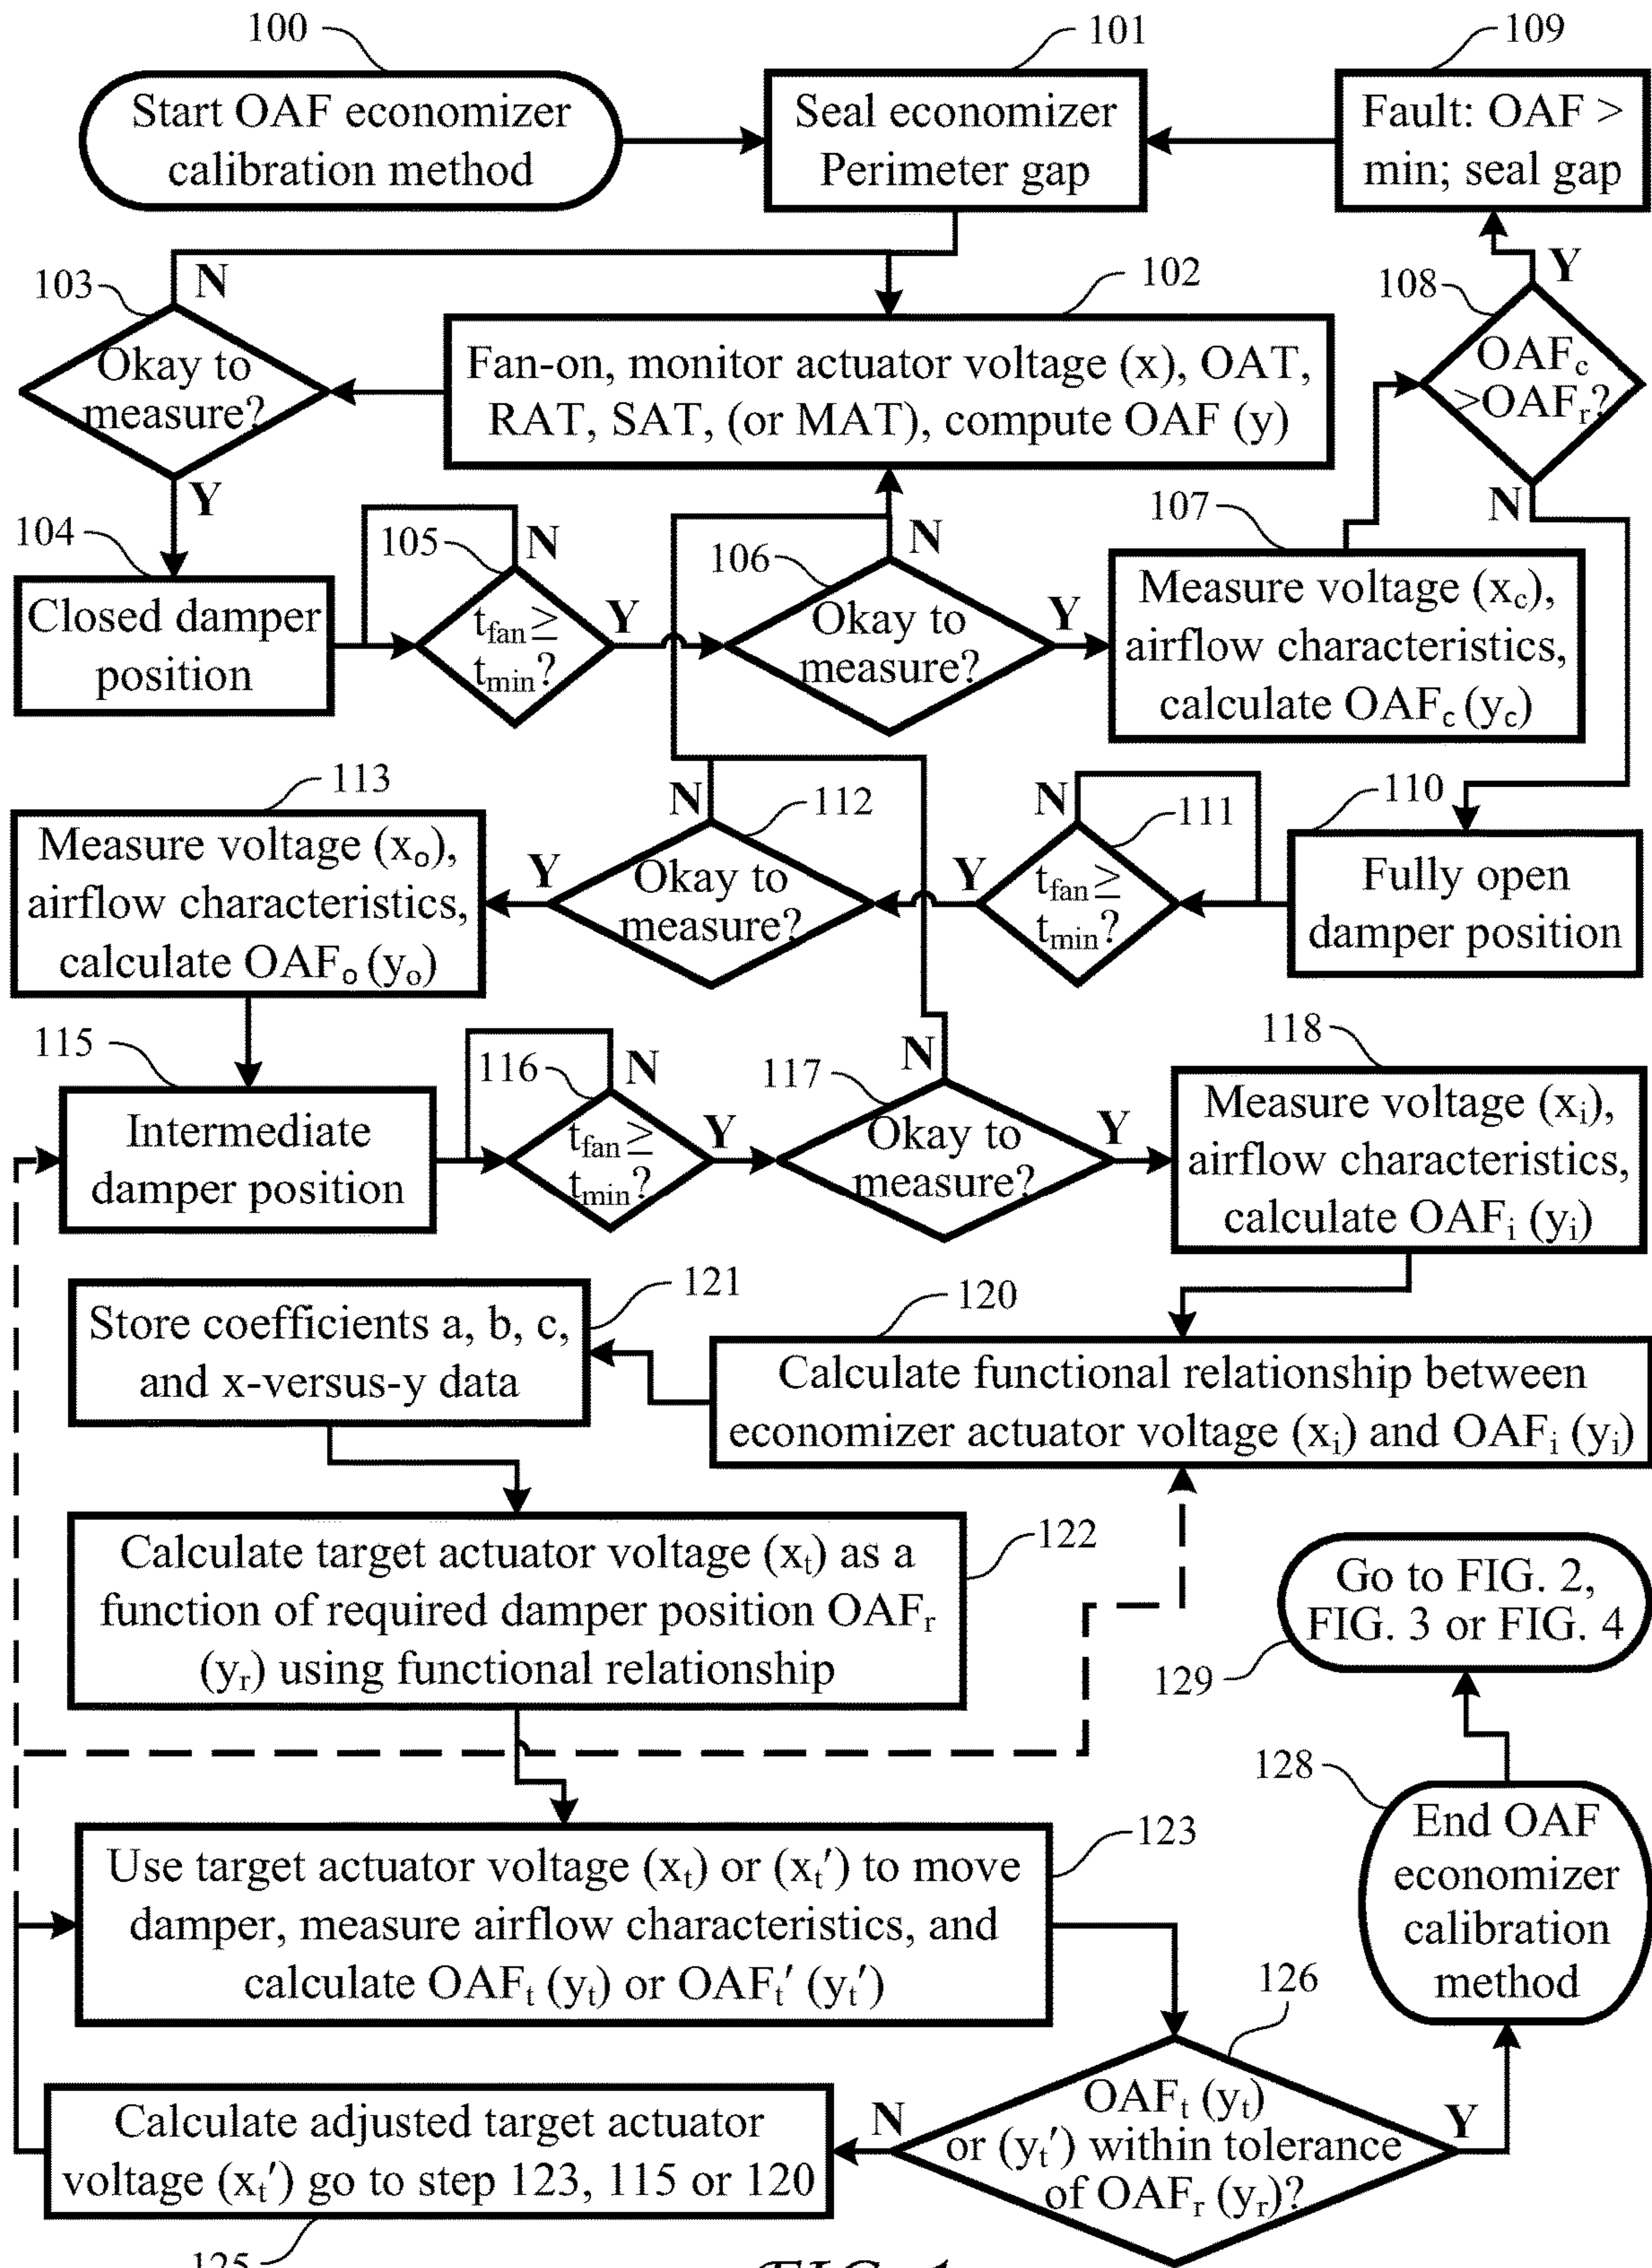 100
101
109
Start OAF economizer
calibration method
Seal economizer
Perimeter gap
Fault: OAF >
min; seal gap
103
N
102
108
Y
Okay to
measure?
Fan-on, monitor actuator voltage (x), OAT,
RAT, SAT, (or MAT), compute OAF (y)
OAFc
>OAFr?
Y
N
104
105
N
106
N
107
Closed damper
position
tfan ≥
tmin?
Y
Okay to
measure?
Y
Measure voltage (xc),
airflow characteristics,
calculate OAFc (yc)
113
N
112
N
111
110
Measure voltage (xo),
airflow characteristics,
calculate OAFo (yo)
Y
Okay to
measure?
Y
tfan ≥
tmin?
Fully open
damper position
115
116
N
117
N
118
Intermediate
damper position
tfan ≥
tmin?
Y
Okay to
measure?
Y
Measure voltage (xi),
airflow characteristics,
calculate OAFi (yi)
121
120
Store coefficients a, b, c,
and x-versus-y data
Calculate functional relationship between
economizer actuator voltage (xi) and OAFi (yi)
122
Calculate target actuator voltage (xt) as a
function of required damper position OAFr
(yr) using functional relationship
Go to FIG. 2,
FIG. 3 or FIG. 4
129
128
123
Use target actuator voltage (xt) or (xt′) to move
damper, measure airflow characteristics, and
calculate OAFt (yt) or OAFt′ (yt′)
End OAF
economizer
calibration
method
126
Calculate adjusted target actuator
voltage (xt′) go to step 123, 115 or 120
N
OAFt (yt)
or (yt′) within tolerance
of OAFr (yr)?
Y
125